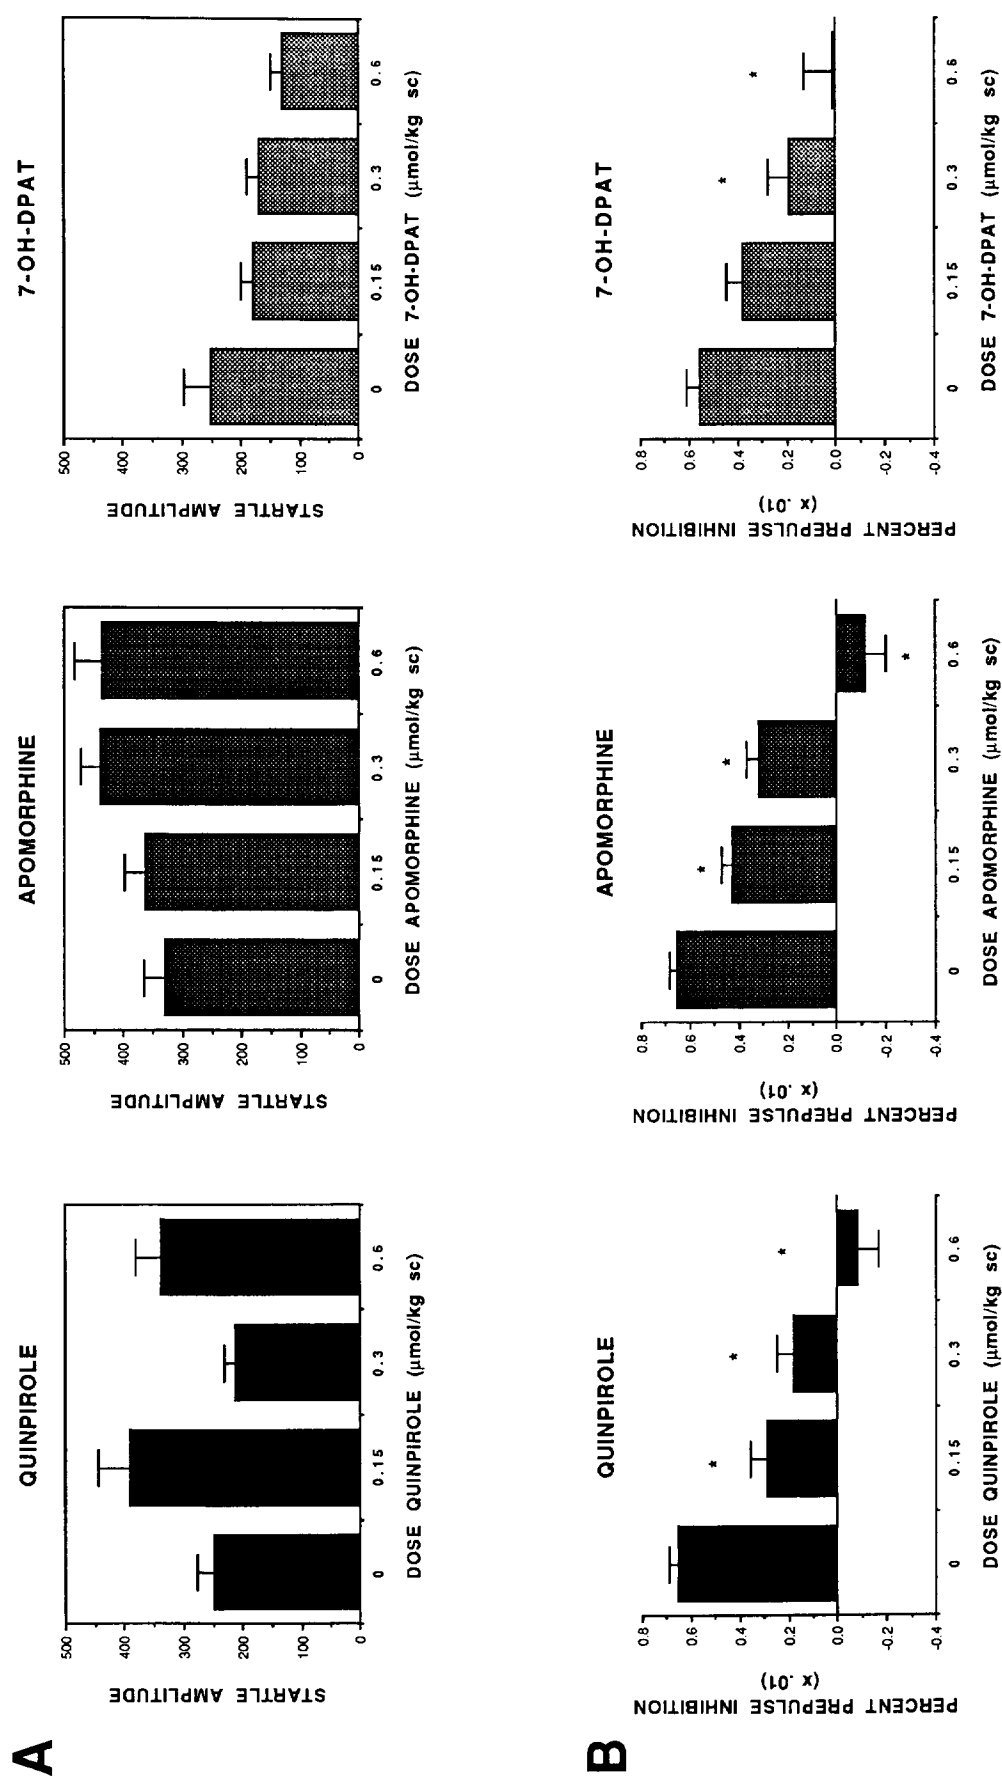 A
QUINPIROLE
STARTLE AMPLITUDE
500
400
300
200
100
0
0 0.15 0.3 0.6
DOSE QUINPIROLE (µmol/kg sc)
APOMORPHINE
STARTLE AMPLITUDE
500
400
300
200
100
0
0 0.15 0.3 0.6
DOSE APOMORPHINE (µmol/kg sc)
7-OH-DPAT
STARTLE AMPLITUDE
500
400
300
200
100
0
0 0.15 0.3 0.6
DOSE 7-OH-DPAT (µmol/kg sc)
B
QUINPIROLE
PERCENT PREPULSE INHIBITION
(x .01)
0.8
0.6
0.4
0.2
0.0
-0.2
-0.4
* * *
0 0.15 0.3 0.6
DOSE QUINPIROLE (µmol/kg sc)
APOMORPHINE
PERCENT PREPULSE INHIBITION
(x .01)
0.8
0.6
0.4
0.2
0.0
-0.2
-0.4
* * *
0 0.15 0.3 0.6
DOSE APOMORPHINE (µmol/kg sc)
7-OH-DPAT
PERCENT PREPULSE INHIBITION
(x .01)
0.8
0.6
0.4
0.2
0.0
-0.2
-0.4
* *
0 0.15 0.3 0.6
DOSE 7-OH-DPAT (µmol/kg sc)